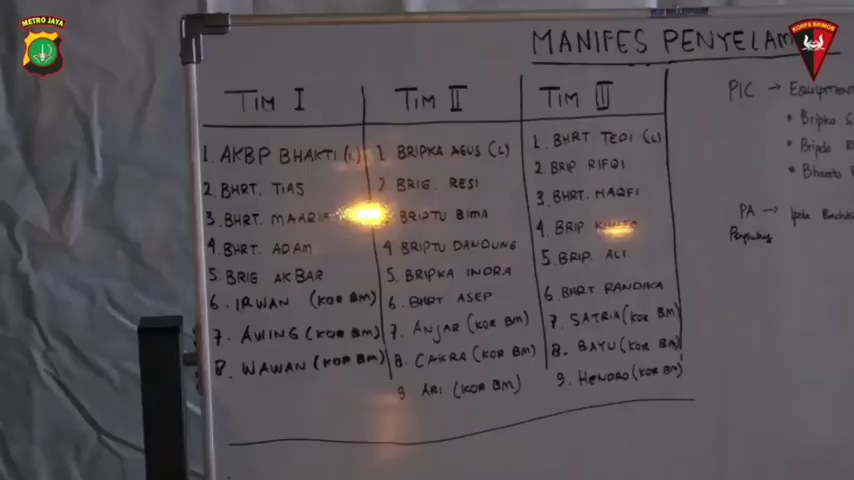 METRO JAYA
KORPS BRIMOB
MANIFES PENYELAM
TIM I
1. AKBP BHAKTI (L)
2. BHRT. TIAS
3. BHRT.
4. BHRT. ADAM
5. BRIG AKBAR
6. IRWAN (KOR BM)
7. AWING (KOR BM)
8. WAWAN (KOR BM)
TIM II
1. BRIPKA AGUS (L)
2. BRIG. RESI
BRIPTU BIMA
4 BRIPTU DANDUNG
5. BRIPKA INDRA
6. BHRT ASEP
7. ANJAR (KOR BM)
8. CAKRA (KOR BM)
9 ARI (KOR BM)
TIM III
1. BHRT TEDI (L)
2. BRIP RIFQI
3. BHRT. HAQFI
4. BRIP
5. BRIP. ALI.
6. BHRT RANDIKA
7. SATRIA (KOR BM)
8. BAYU (KOR BM)
9. HENDRO (KOR BM)
PIC → Equipment
* Bripka S
* Bripda R
* Bharatu
PA → Ipda